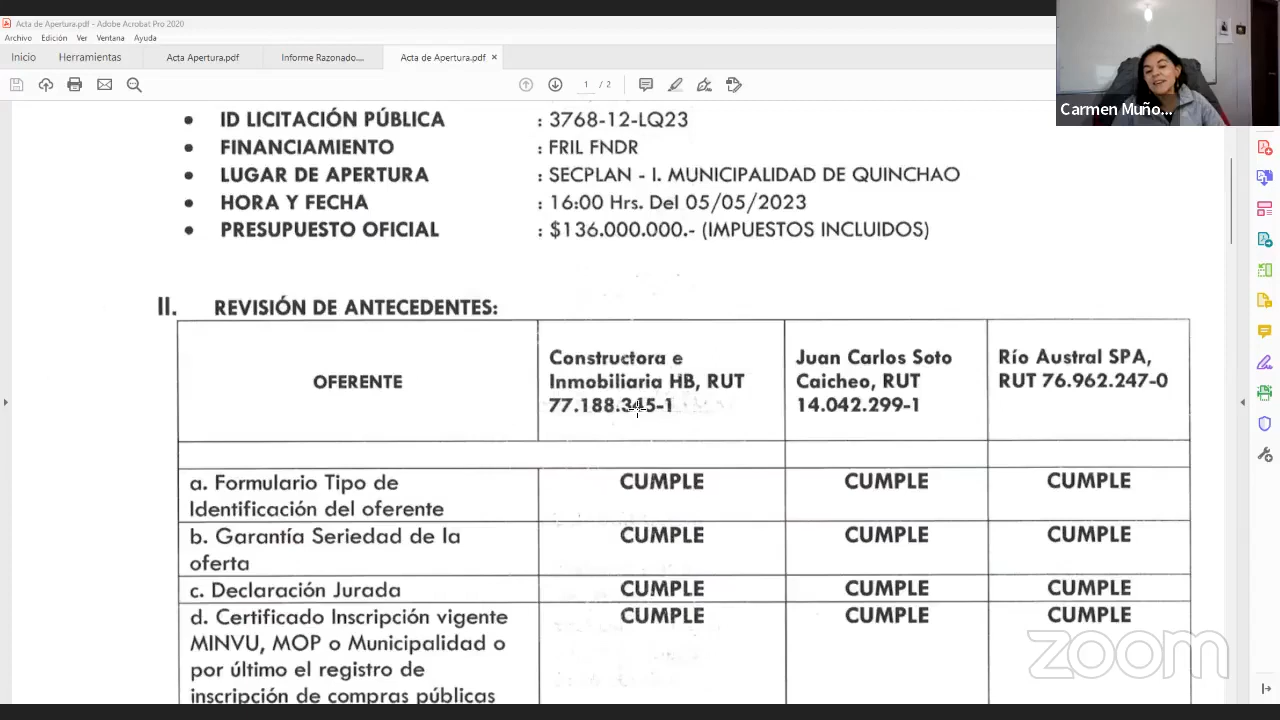 Acta de Apertura.pdf - Adobe Acrobat Pro 2020
Archivo Edición Ver Ventana Ayuda
Inicio Herramientas Acta Apertura.pdf Informe Razonado.... Acta de Apertura.pdf ×
1 / 2
Carmen Muño...
• ID LICITACIÓN PÚBLICA : 3768-12-LQ23
• FINANCIAMIENTO : FRIL FNDR
• LUGAR DE APERTURA : SECPLAN - I. MUNICIPALIDAD DE QUINCHAO
• HORA Y FECHA : 16:00 Hrs. Del 05/05/2023
• PRESUPUESTO OFICIAL : $136.000.000.- (IMPUESTOS INCLUIDOS)
II. REVISIÓN DE ANTECEDENTES:
OFERENTE
Constructora e
Inmobiliaria HB, RUT
Juan Carlos Soto
Caicheo, RUT
14.042.299-1
Río Austral SPA,
RUT 76.962.247-0
a. Formulario Tipo de
Identificación del oferente
CUMPLE CUMPLE CUMPLE
b. Garantía Seriedad de la
oferta
CUMPLE CUMPLE CUMPLE
c. Declaración Jurada CUMPLE CUMPLE CUMPLE
d. Certificado Inscripción vigente
MINVU, MOP o Municipalidad o
por último el registro de
inscripción de compras públicas
CUMPLE CUMPLE CUMPLE
zoom